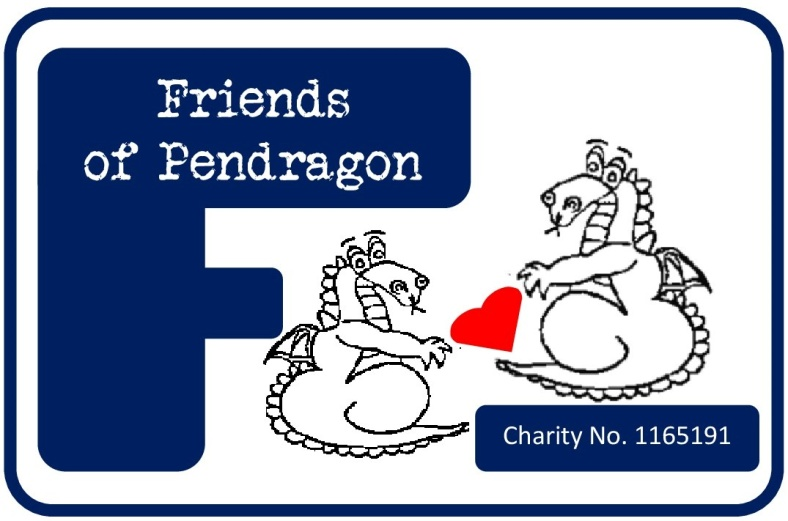 Friends
of Pendragon
Charity No. 1165191